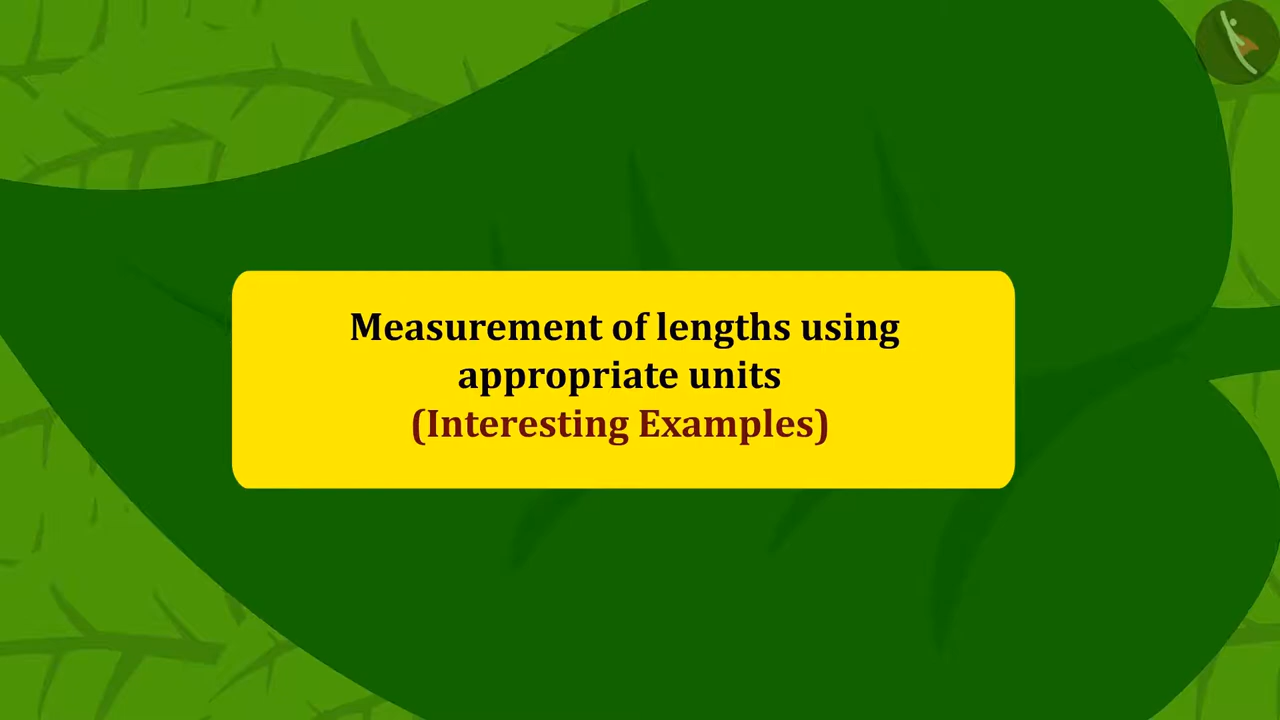 Measurement of lengths using
appropriate units
(Interesting Examples)